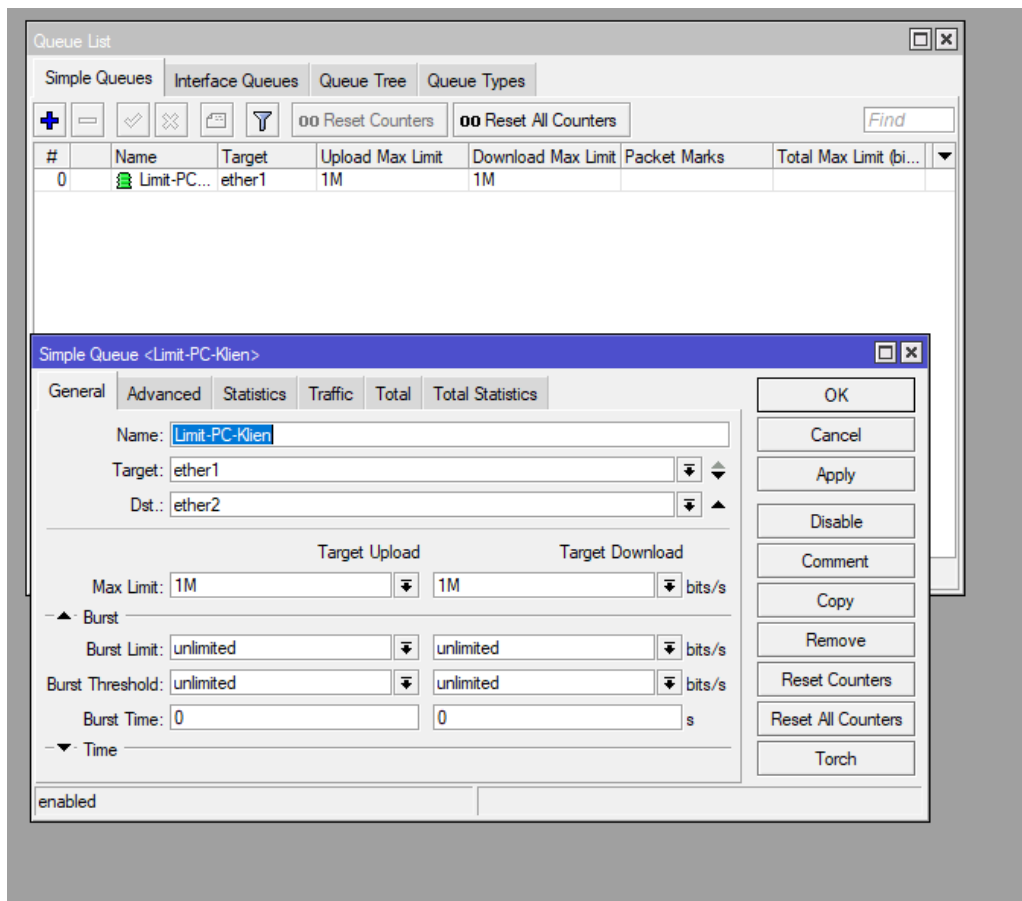 Queue List
Simple Queues Interface Queues Queue Tree Queue Types
00 Reset Counters 00 Reset All Counters Find
# Name Target Upload Max Limit Download Max Limit Packet Marks Total Max Limit (bi...
0 Limit-PC... ether1 1M 1M
Simple Queue <Limit-PC-Klien>
General Advanced Statistics Traffic Total Total Statistics
OK
Name: Limit-PC-Klien
Cancel
Target: ether1
Apply
Dst.: ether2
Disable
Target Upload Target Download
Comment
Max Limit: 1M 1M bits/s
Copy
Burst
Burst Limit: unlimited unlimited bits/s
Remove
Burst Threshold: unlimited unlimited bits/s
Reset Counters
Burst Time: 0 0 s
Reset All Counters
Time
Torch
enabled